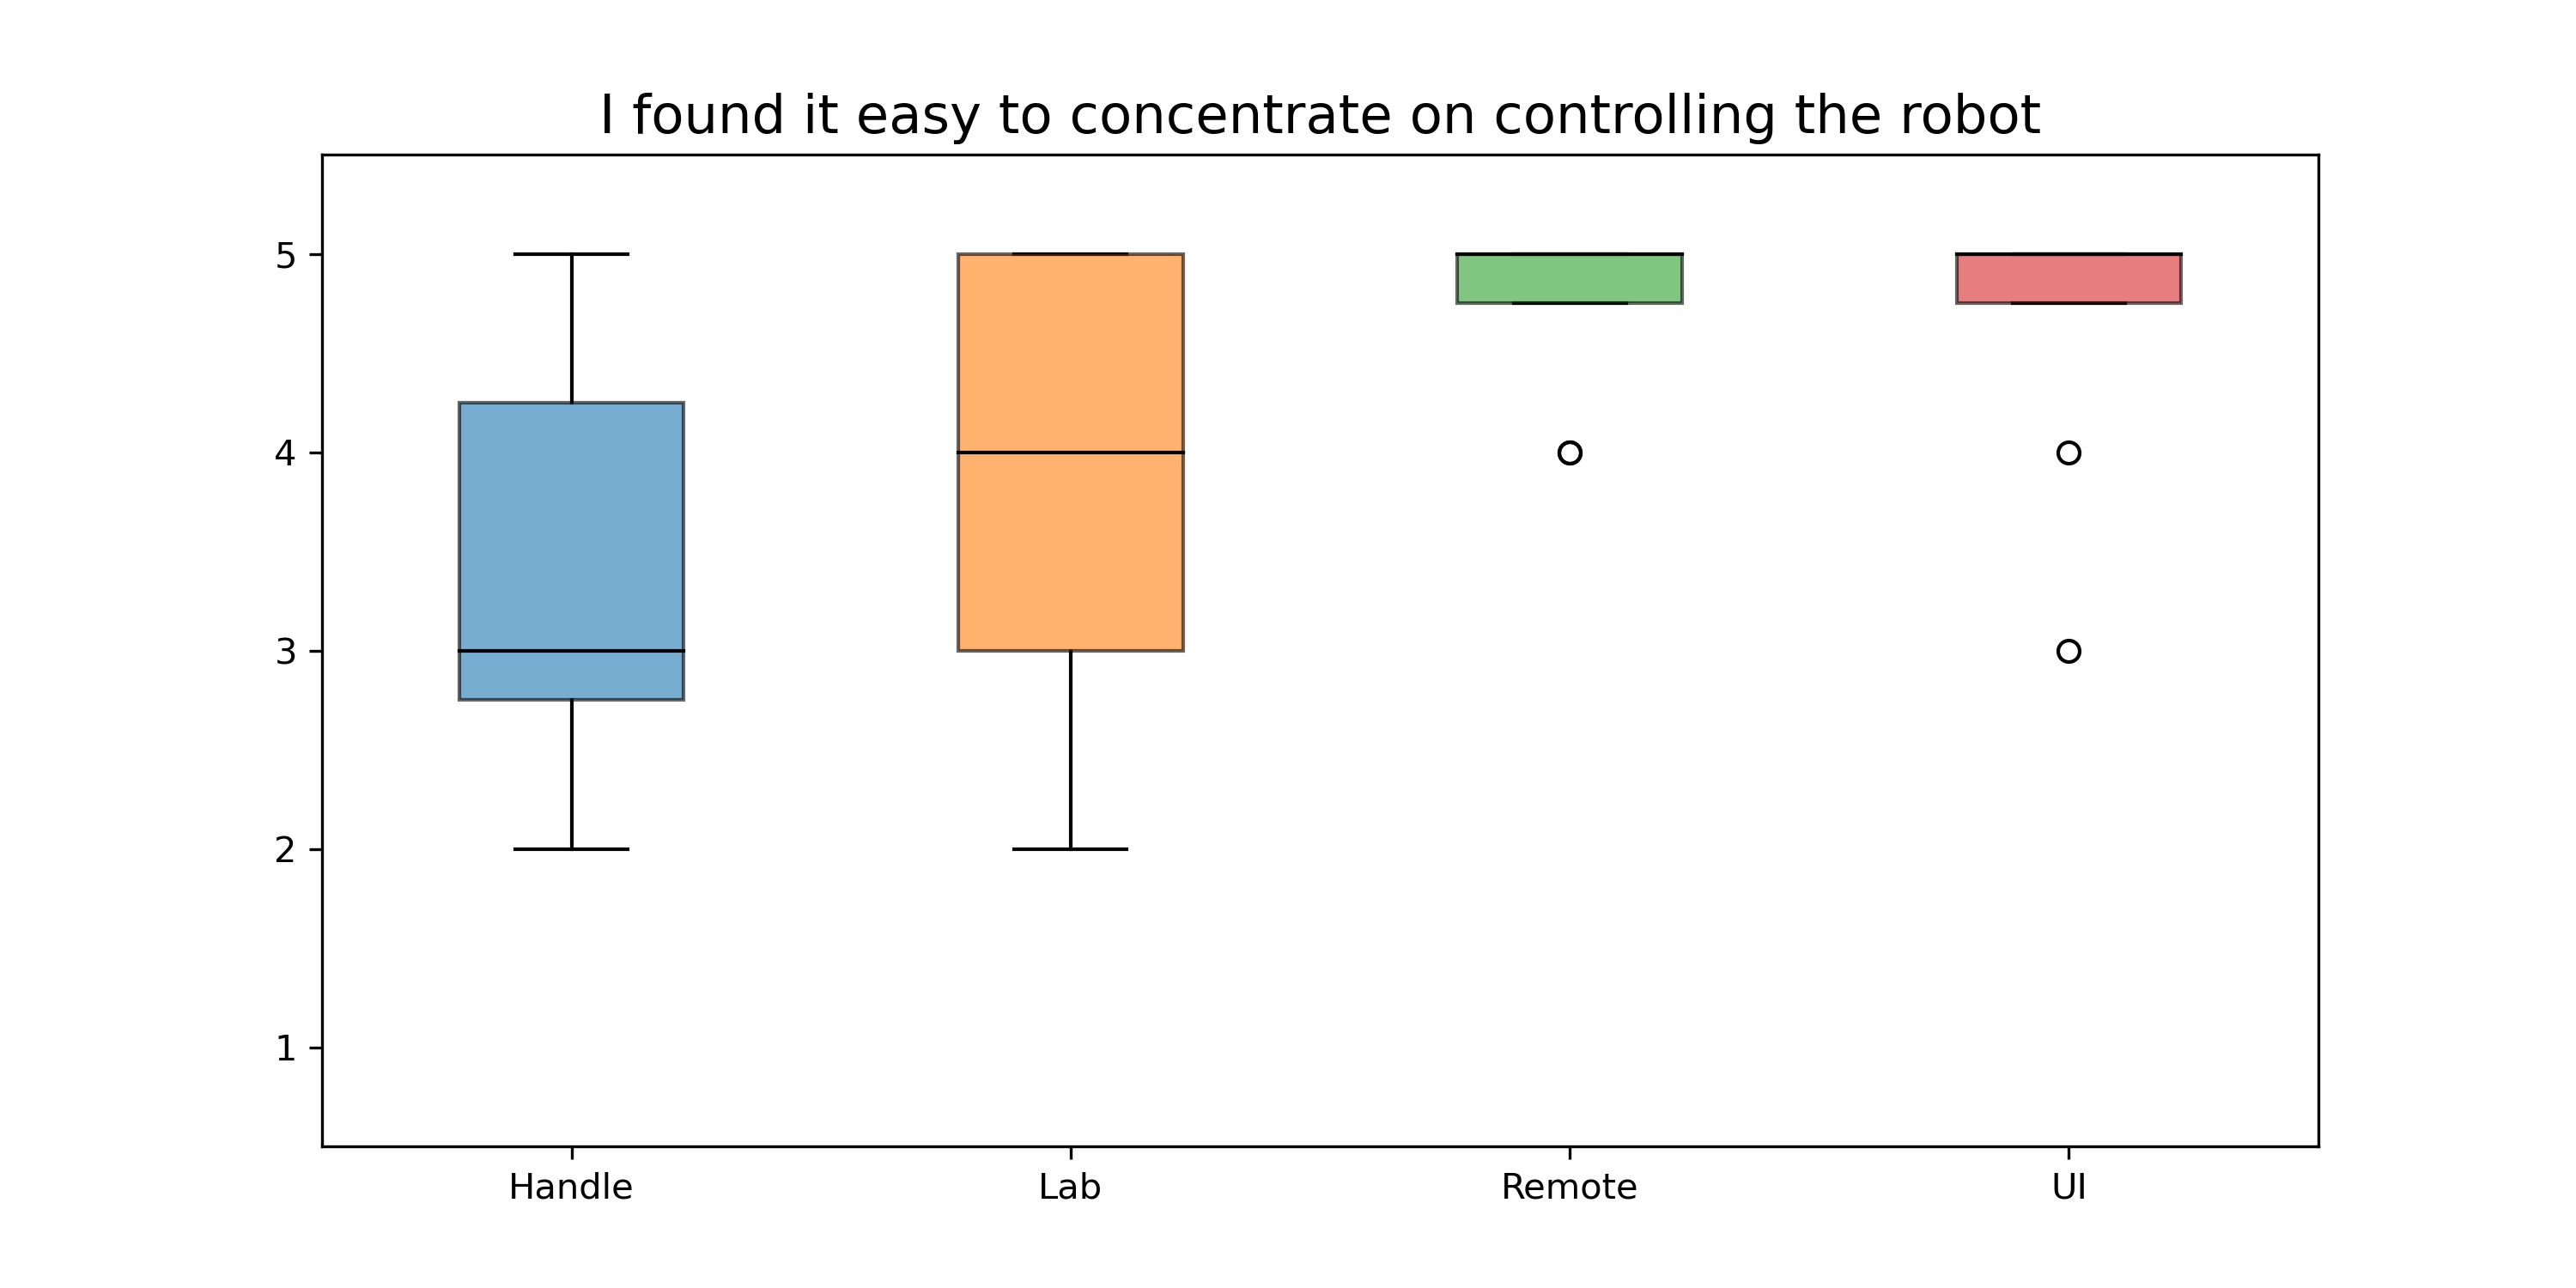 I found it easy to concentrate on controlling the robot
5
4
3
2
1
Handle Lab Remote UI